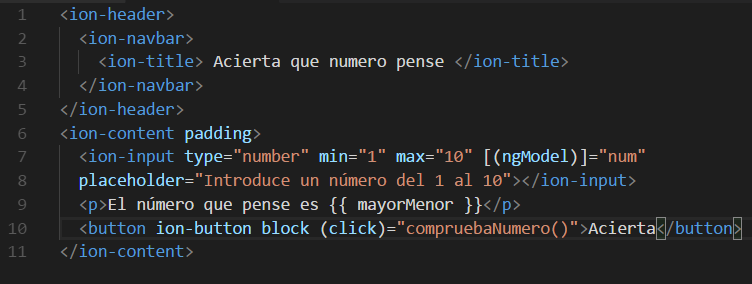 1 <ion-header>
2 <ion-navbar>
3 <ion-title> Acierta que numero pense </ion-title>
4 </ion-navbar>
5 </ion-header>
6 <ion-content padding>
7 <ion-input type="number" min="1" max="10" [(ngModel)]="num"
8 placeholder="Introduce un número del 1 al 10"></ion-input>
9 <p>El número que pense es {{ mayorMenor }}</p>
10 <button ion-button block (click)="compruebaNumero()">Acierta</button>
11 </ion-content>